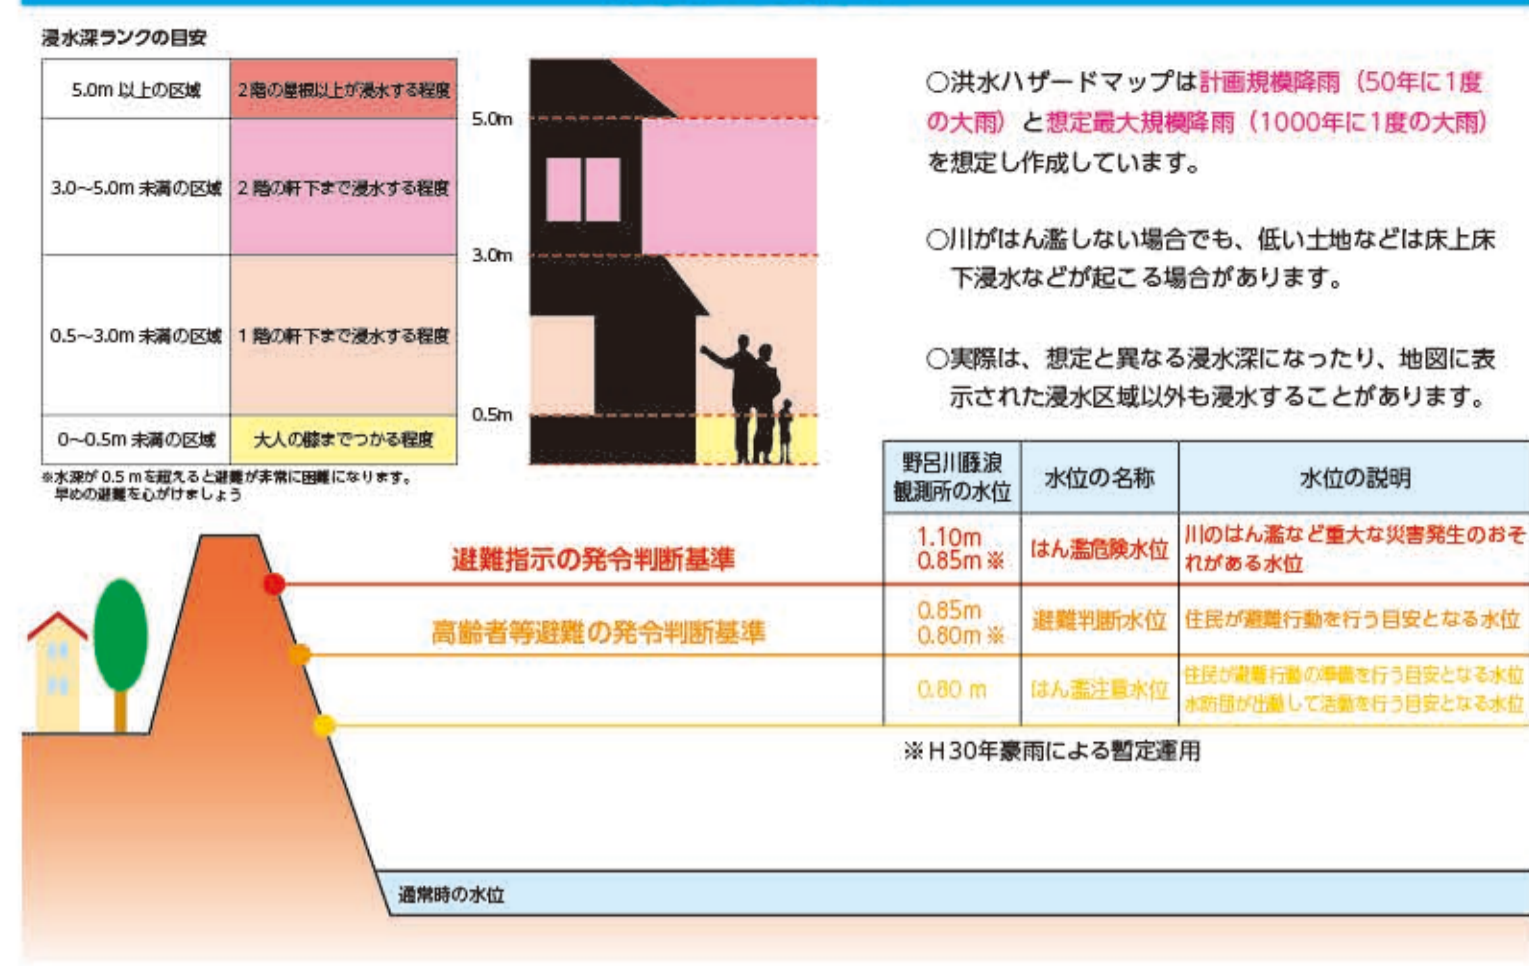 浸水深ランクの目安
5.0m 以上の区域 2階の屋根以上が浸水する程度
3.0～5.0m 未満の区域 2 階の軒下まで浸水する程度
0.5～3.0m 未満の区域 1 階の軒下まで浸水する程度
0～0.5m 未満の区域 大人の膝までつかる程度
※水深が 0.5 mを超えると避難が非常に困難になります。
早めの避難を心がけましょう
5.0m
3.0m
0.5m
○洪水ハザードマップは計画規模降雨（50年に1度
の大雨）と想定最大規模降雨（1000年に1度の大雨）
を想定し作成しています。
○川がはん濫しない場合でも、低い土地などは床上床
下浸水などが起こる場合があります。
○実際は、想定と異なる浸水深になったり、地図に表
示された浸水区域以外も浸水することがあります。
野呂川藤浪
観測所の水位
水位の名称
水位の説明
避難指示の発令判断基準
1.10m
0.85m ※
はん濫危険水位
川のはん濫など重大な災害発生のおそ
れがある水位
高齢者等避難の発令判断基準
0.85m
0.80m ※
避難判断水位
住民が避難行動を行う目安となる水位
0.80 m
はん濫注意水位
住民が避難行動の準備を行う目安となる水位
水防団が出動して活動を行う目安となる水位
※H30年豪雨による暫定運用
通常時の水位